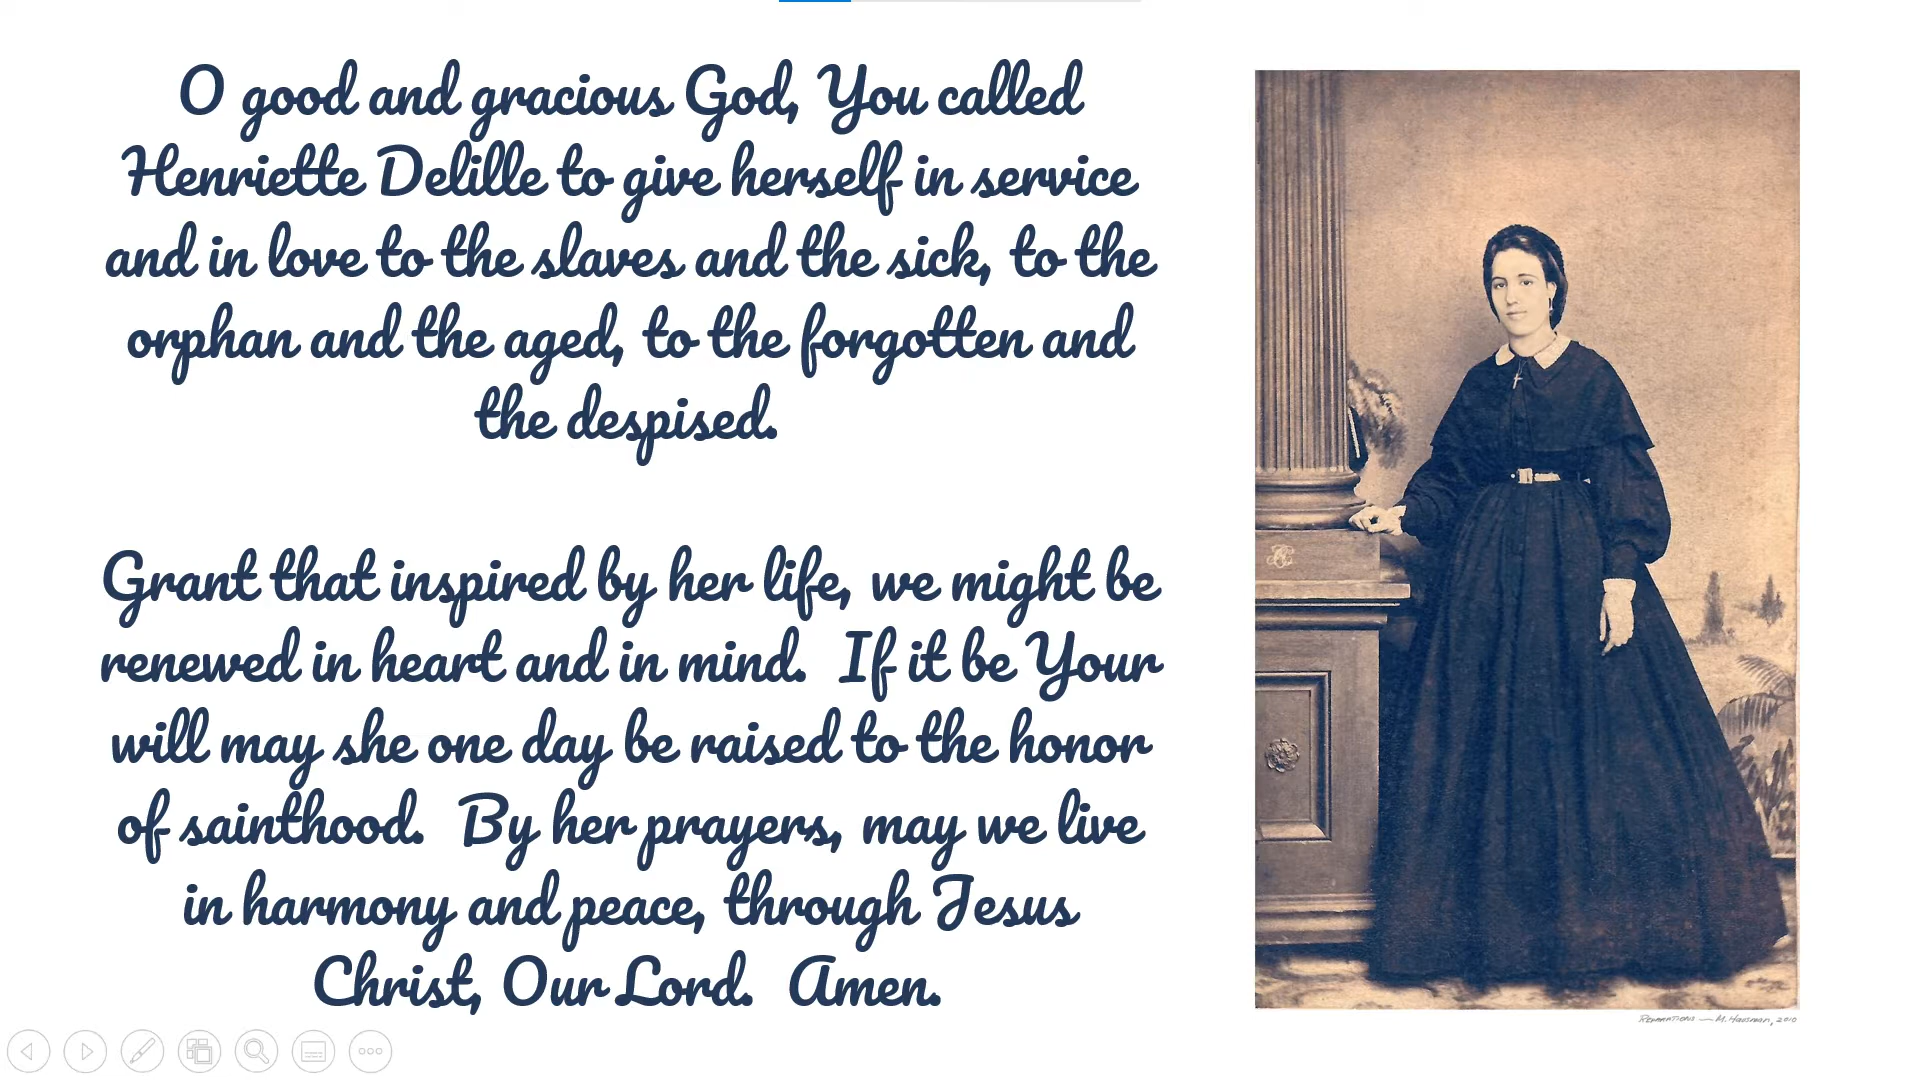 O good and gracious God, You called
Henriette Delille to give herself in service
and in love to the slaves and the sick, to the
orphan and the aged, to the forgotten and
the despised.
Grant that inspired by her life, we might be
renewed in heart and in mind.  If it be Your
will may she one day be raised to the honor
of sainthood.  By her prayers, may we live
in harmony and peace, through Jesus
Christ, Our Lord.  Amen.
, 2010